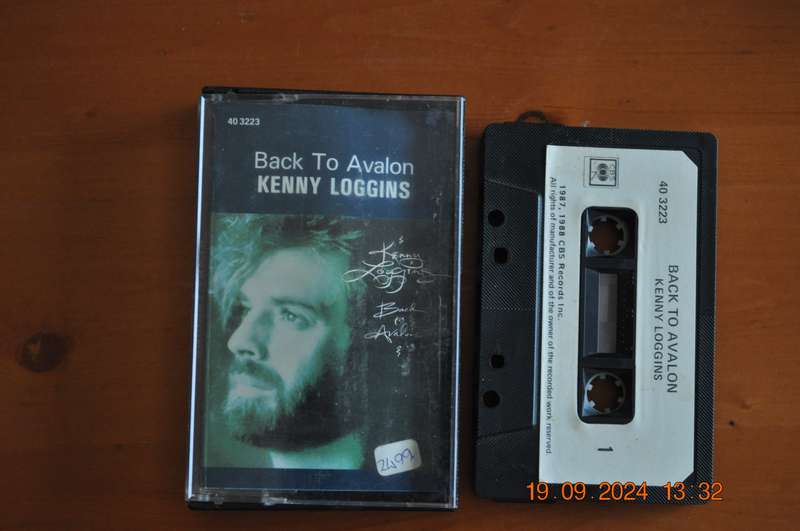 40 3223
Back To Avalon
KENNY LOGGINS
Kenny
Loggins
Back
to
Avalon
2499
CBS
40 3223
BACK TO AVALON
KENNY LOGGINS
1987, 1988 CBS Records Inc.
All rights of manufacturer and of the owner of the recorded work reserved.
1
19.09.2024 13:32